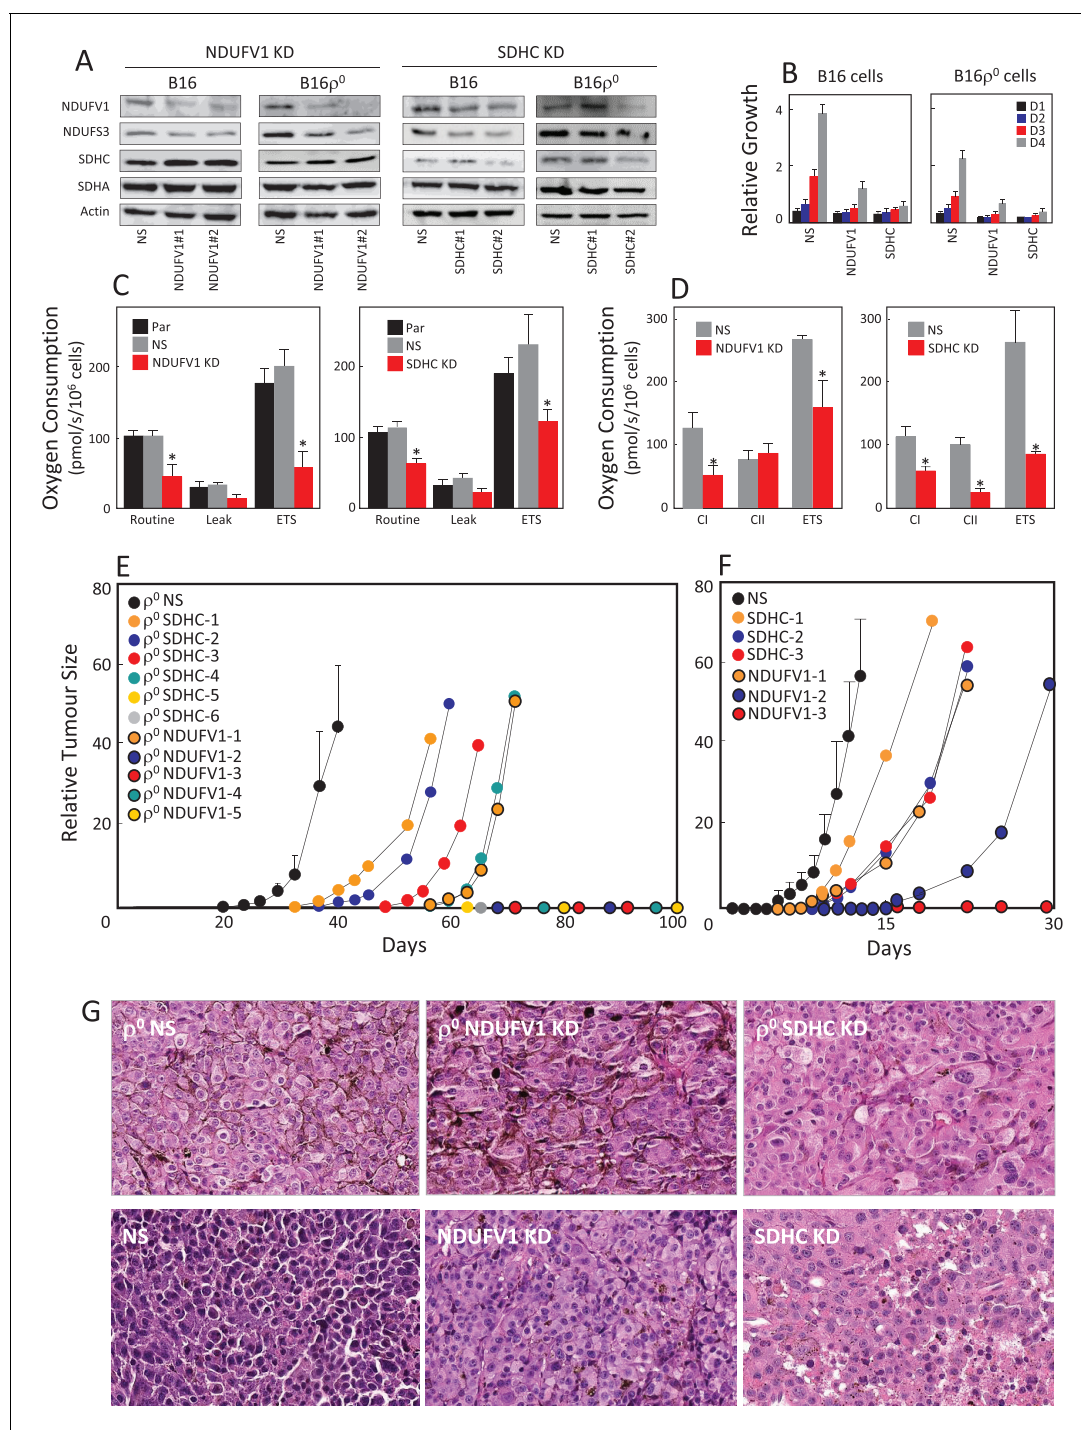 A
NDUFV1 KD
SDHC KD
B16
B16ρ⁰
B16
B16ρ⁰
NDUFV1
NDUFS3
SDHC
SDHA
Actin
NS
NDUFV1#1
NDUFV1#2
NS
NDUFV1#1
NDUFV1#2
NS
SDHC#1
SDHC#2
NS
SDHC#1
SDHC#2
B
B16 cells
B16ρ⁰ cells
Relative Growth
4
2
0
D1
D2
D3
D4
NS
NDUFV1
SDHC
NS
NDUFV1
SDHC
C
Oxygen Consumption
(pmol/s/10⁶ cells)
200
100
0
Par
NS
NDUFV1 KD
*
*
Routine
Leak
ETS
200
100
0
Par
NS
SDHC KD
*
*
Routine
Leak
ETS
D
Oxygen Consumption
(pmol/s/10⁶ cells)
300
200
100
0
NS
NDUFV1 KD
*
*
CI
CII
ETS
300
200
100
0
NS
SDHC KD
*
*
*
CI
CII
ETS
E
Relative Tumour Size
80
60
40
20
0
ρ⁰ NS
ρ⁰ SDHC-1
ρ⁰ SDHC-2
ρ⁰ SDHC-3
ρ⁰ SDHC-4
ρ⁰ SDHC-5
ρ⁰ SDHC-6
ρ⁰ NDUFV1-1
ρ⁰ NDUFV1-2
ρ⁰ NDUFV1-3
ρ⁰ NDUFV1-4
ρ⁰ NDUFV1-5
20
40
60
80
100
Days
F
80
60
40
20
0
NS
SDHC-1
SDHC-2
SDHC-3
NDUFV1-1
NDUFV1-2
NDUFV1-3
15
30
Days
G
ρ⁰ NS
ρ⁰ NDUFV1 KD
ρ⁰ SDHC KD
NS
NDUFV1 KD
SDHC KD